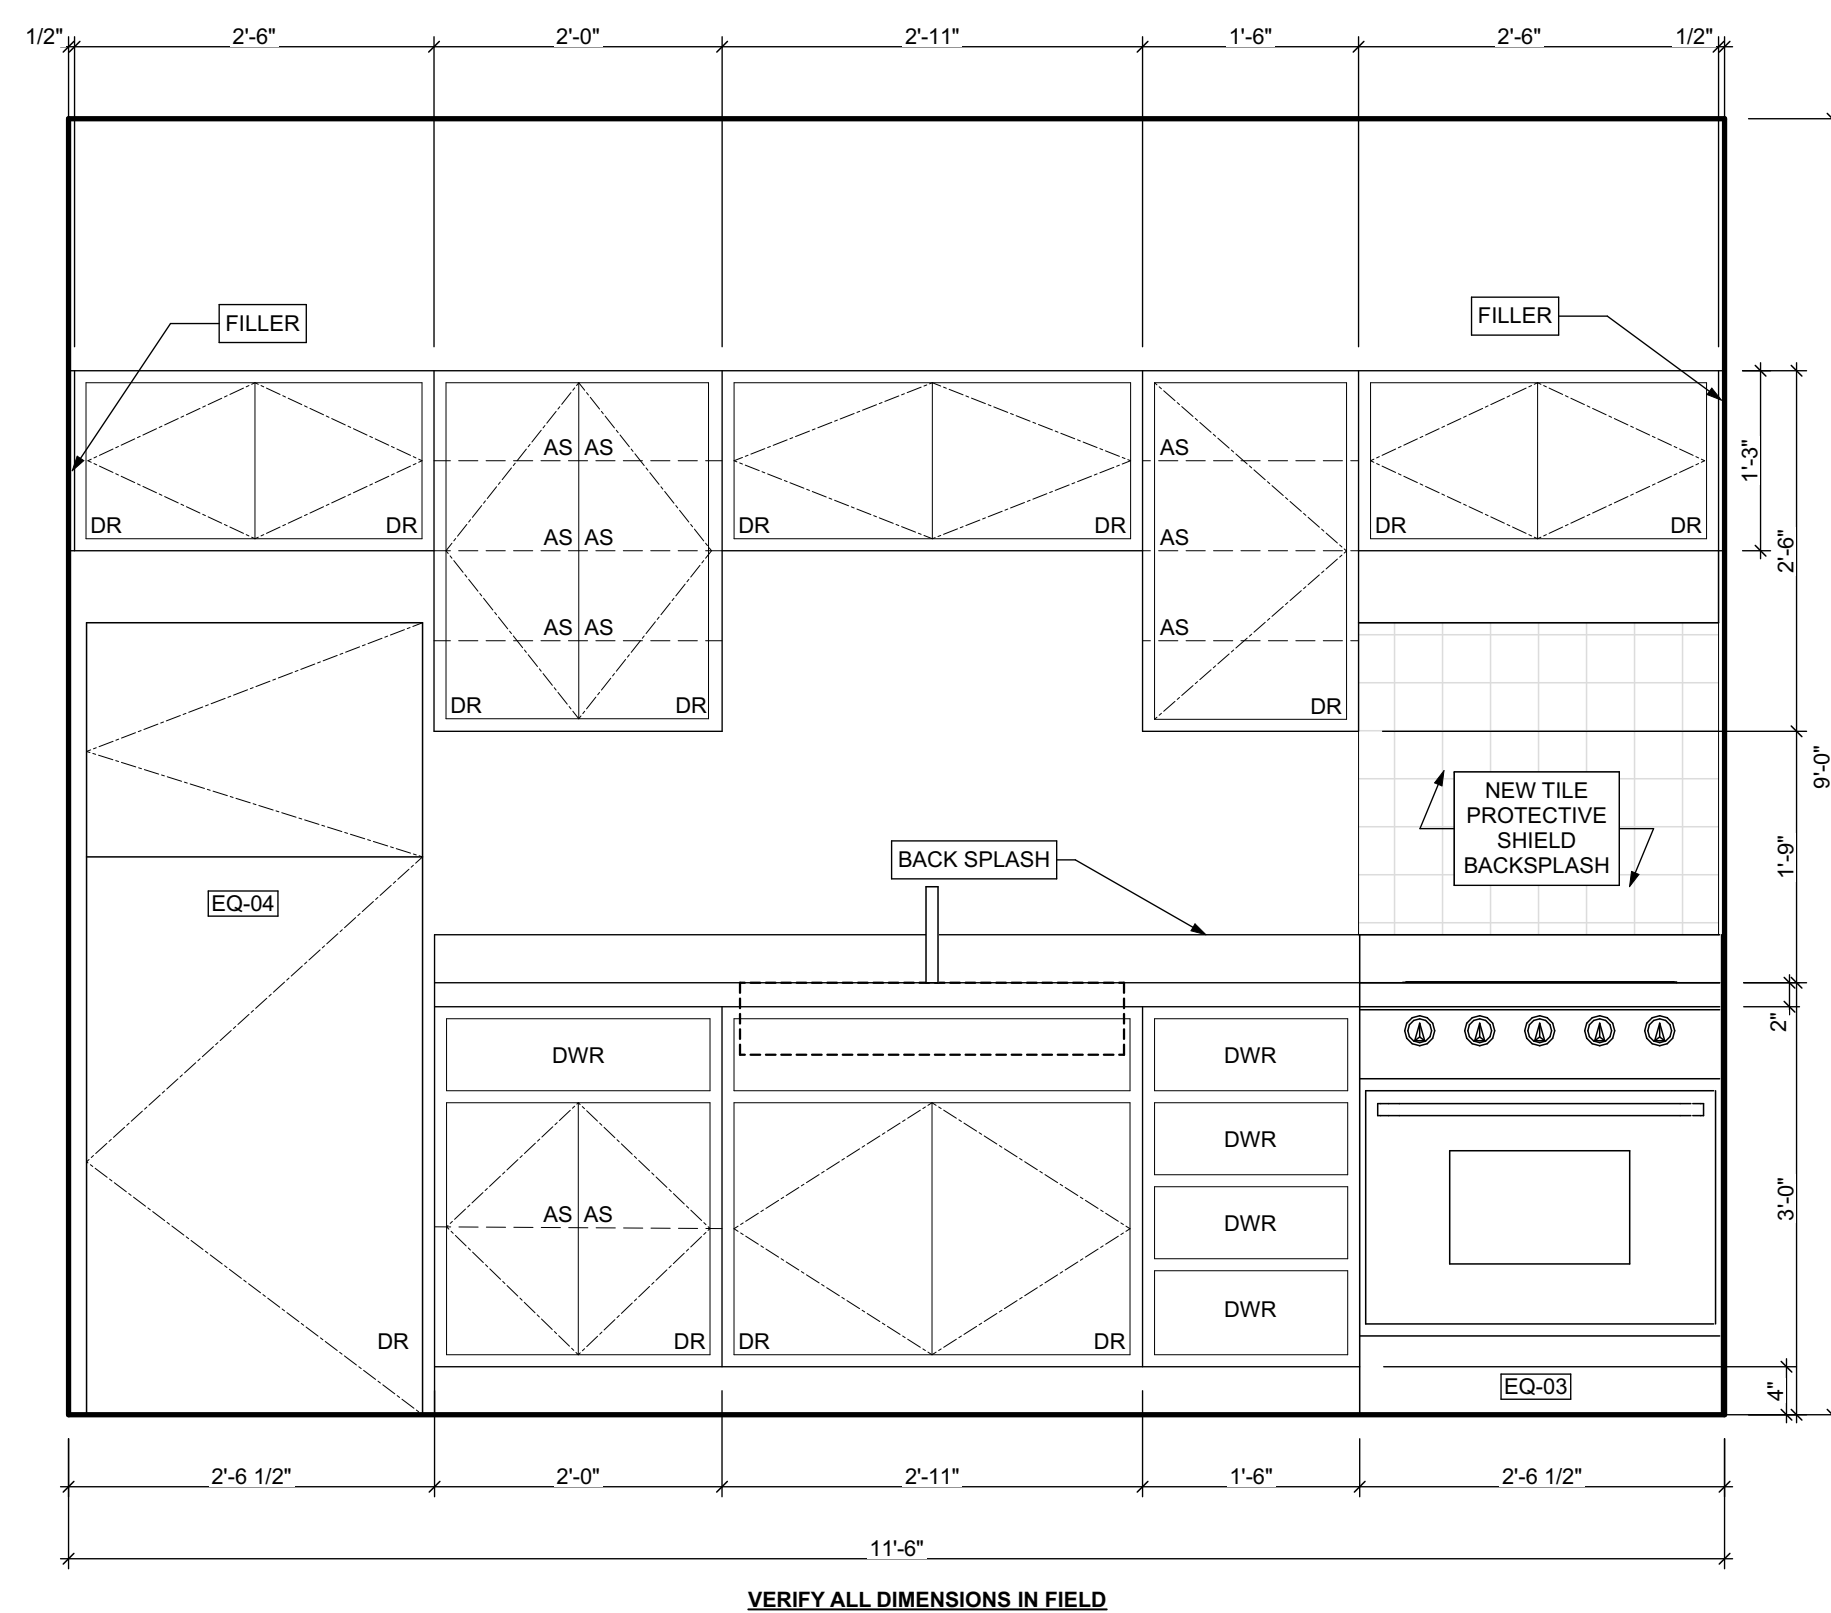 1/2" 2'-6" 2'-0" 2'-11" 1'-6" 2'-6" 1/2"
FILLER
FILLER
AS AS
AS
1'-3"
DR DR
DR DR
DR DR
AS AS
AS
2'-6"
AS AS
AS
DR DR
DR
9'-0"
NEW TILE
PROTECTIVE
SHIELD
BACKSPLASH
BACK SPLASH
1'-9"
EQ-04
2"
DWR
DWR
DWR
3'-0"
AS AS
DWR
DWR
DR
DR
DR DR
EQ-03
4"
2'-6 1/2" 2'-0" 2'-11" 1'-6" 2'-6 1/2"
11'-6"
VERIFY ALL DIMENSIONS IN FIELD